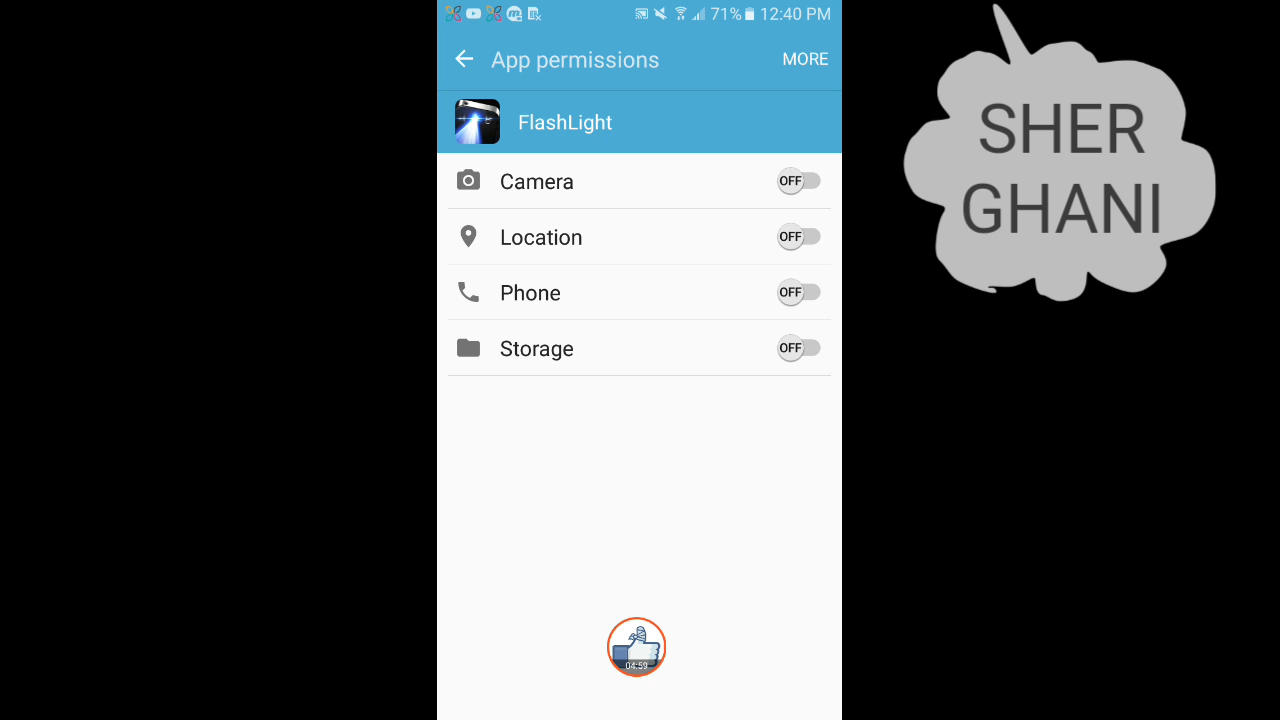 71% 12:40 PM
App permissions MORE
FlashLight
Camera OFF
Location OFF
Phone OFF
Storage OFF
04:59
SHER
GHANI